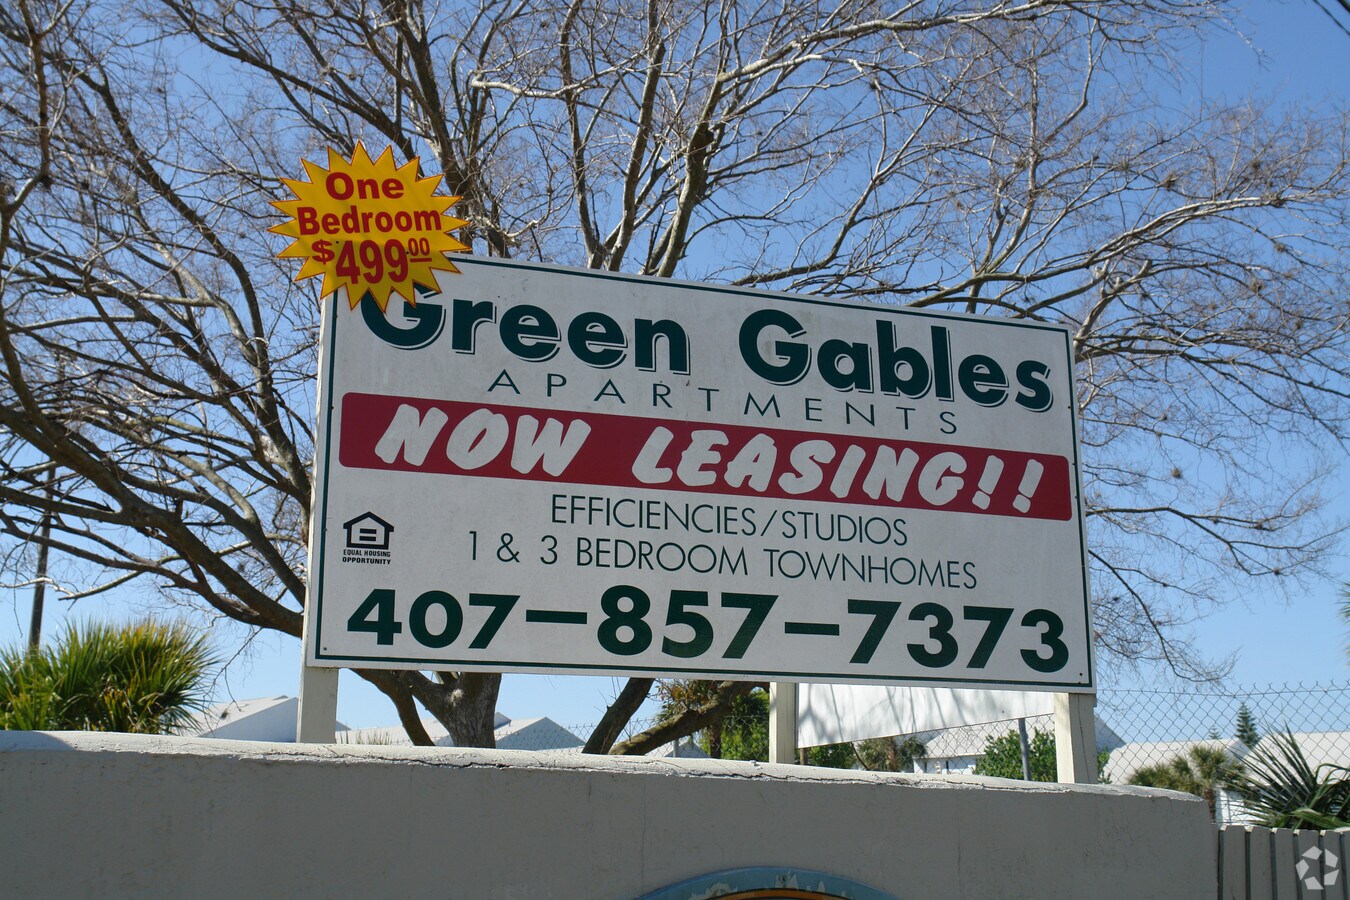 One
Bedroom
$499.00
Green Gables
APARTMENTS
NOW LEASING!!
EFFICIENCIES/STUDIOS
1 & 3 BEDROOM TOWNHOMES
EQUAL HOUSING
OPPORTUNITY
407-857-7373